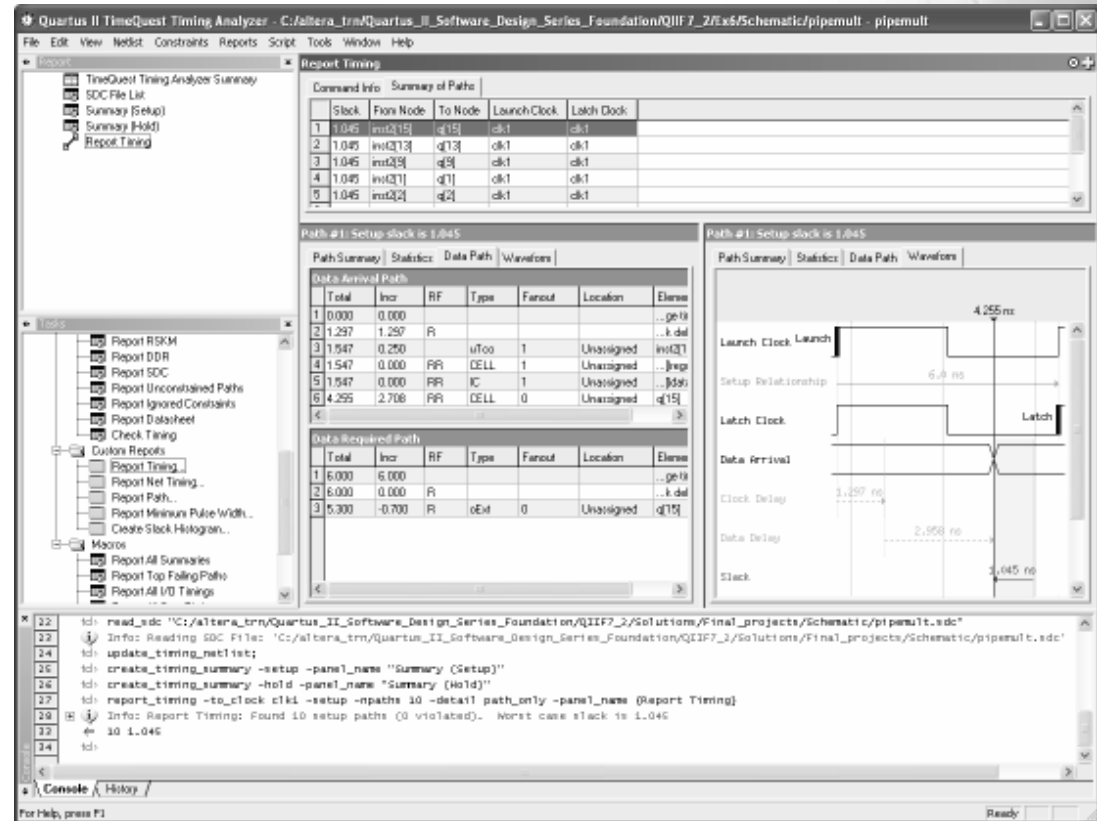 Quartus II TimeQuest Timing Analyzer - C:/altera_trn/Quartus_II_Software_Design_Series_Foundation/QIIF7_2/Ex6/Schematic/pipemult - pipemult
File Edit View Netlist Constraints Reports Script Tools Window Help
Report
TimeQuest Timing Analyzer Summary
SDC File List
Summary (Setup)
Summary (Hold)
Report Timing
Report Timing
Command Info Summary of Paths
Slack From Node To Node Launch Clock Latch Clock
1 1.045 inst2[15] q[15] clk1 clk1
2 1.045 inst2[13] q[13] clk1 clk1
3 1.045 inst2[9] q[9] clk1 clk1
4 1.045 inst2[1] q[1] clk1 clk1
5 1.045 inst2[2] q[2] clk1 clk1
Path #1: Setup slack is 1.045
Path Summary Statistics Data Path Waveform
Data Arrival Path
Total Incr RF Type Fanout Location Eleme
1 0.000 0.000
2 1.297 1.297 R ...k del
3 1.547 0.250 uTco 1 Unassigned inst2[1
4 1.547 0.000 RR CELL 1 Unassigned ...|reg
5 1.547 0.000 RR IC 1 Unassigned ...|data
6 4.255 2.708 RR CELL 0 Unassigned q[15]
Data Required Path
Total Incr RF Type Fanout Location Eleme
1 6.000 6.000
2 6.000 0.000 R ...k del
3 5.300 -0.700 R oExt 0 Unassigned q[15]
Path #1: Setup slack is 1.045
Path Summary Statistics Data Path Waveform
4.255 ns
Launch Clock Launch
Setup Relationship 6.0 ns
Latch Clock Latch
Data Arrival
Clock Delay 1.297 ns
Data Delay 2.958 ns
Slack 1.045 ns
Tasks
Report RSKM
Report DDR
Report SDC
Report Unconstrained Paths
Report Ignored Constraints
Report Datasheet
Check Timing
Custom Reports
Report Timing...
Report Net Timing...
Report Path...
Report Minimum Pulse Width...
Create Slack Histogram...
Macros
Report All Summaries
Report Top Failing Paths
Report All I/O Timings
22 tcl> read_sdc "C:/altera_trn/Quartus_II_Software_Design_Series_Foundation/QIIF7_2/Solutions/Final_projects/Schematic/pipemult.sdc"
23 Info: Reading SDC File: 'C:/altera_trn/Quartus_II_Software_Design_Series_Foundation/QIIF7_2/Solutions/Final_projects/Schematic/pipemult.sdc'
24 tcl> update_timing_netlist;
25 tcl> create_timing_summary -setup -panel_name "Summary (Setup)"
26 tcl> create_timing_summary -hold -panel_name "Summary (Hold)"
27 tcl> report_timing -to_clock clk1 -setup -npaths 10 -detail path_only -panel_name {Report Timing}
28 Info: Report Timing: Found 10 setup paths (0 violated). Worst case slack is 1.045
33 10 1.045
34 tcl>
Console
Console History
For Help, press F1
Ready